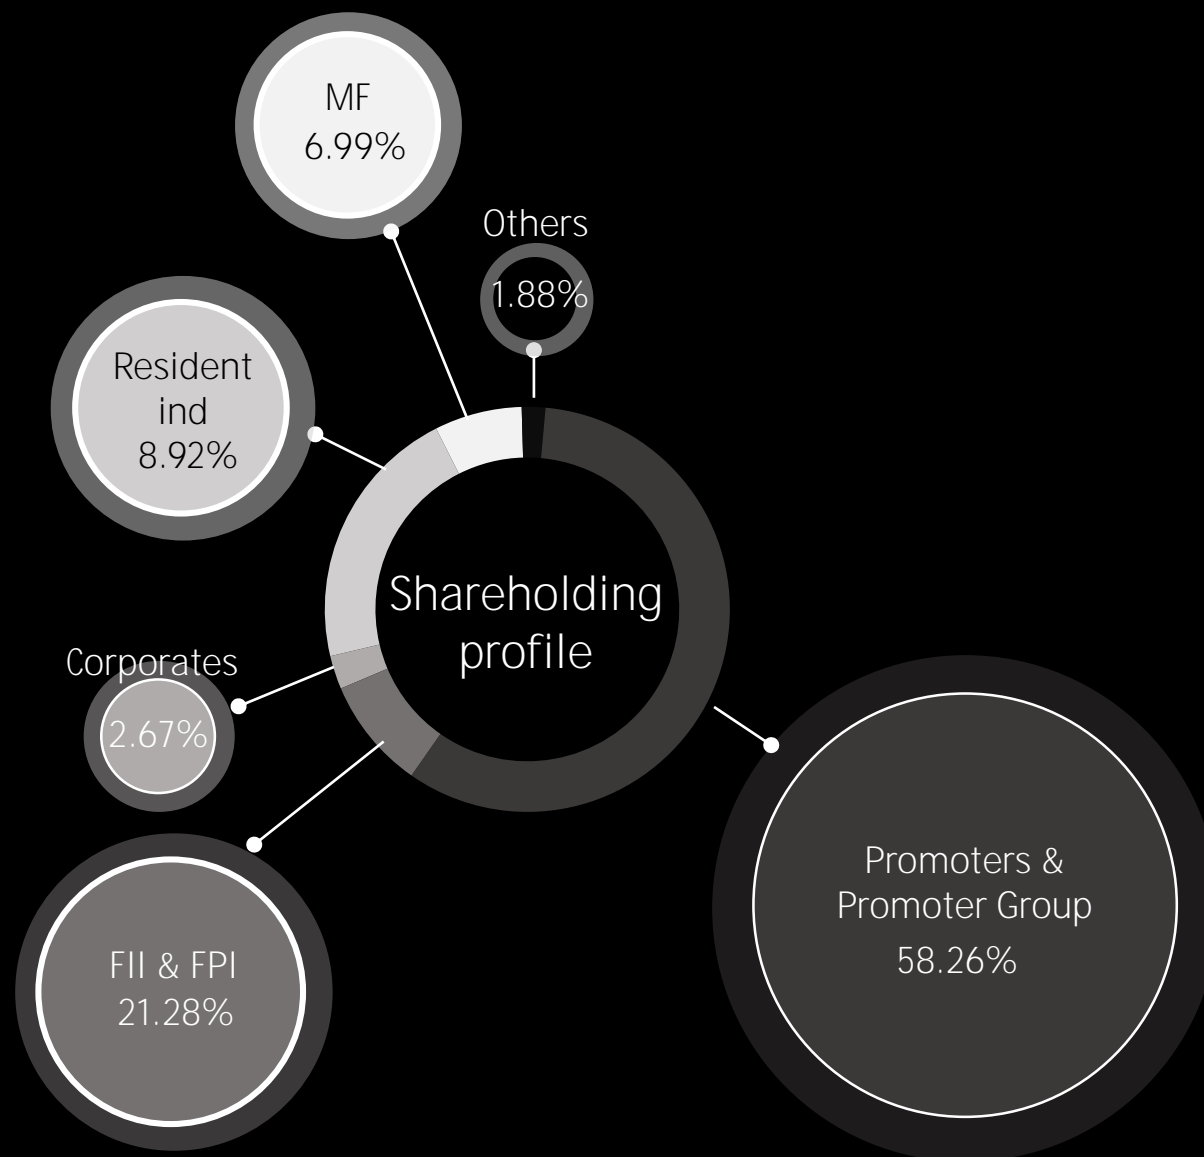 MF
6.99%
Others
1.88%
Resident
ind
8.92%
Shareholding
profile
Corporates
2.67%
Promoters &
Promoter Group
58.26%
FII & FPI
21.28%